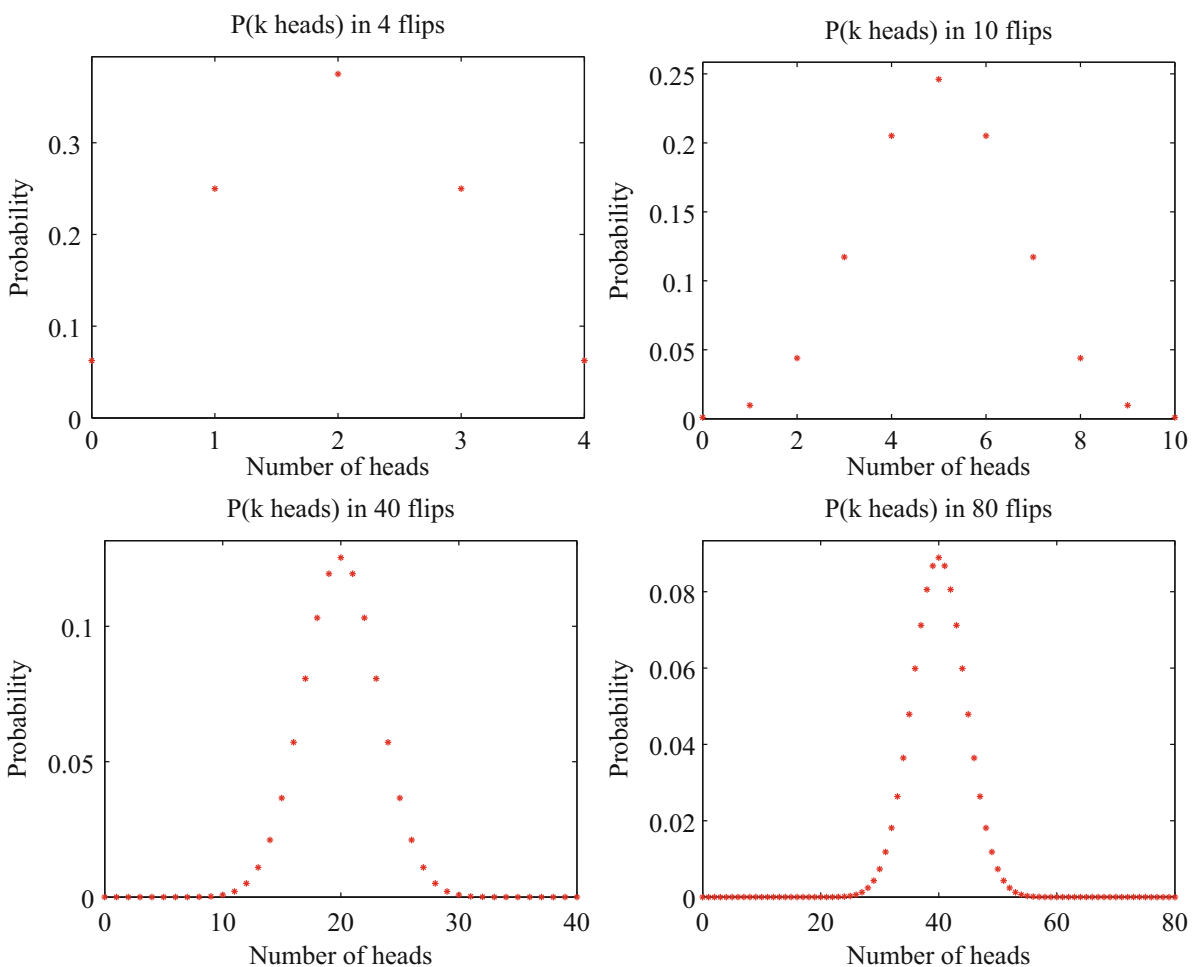 P(k heads) in 4 flips
Probability
0.3
0.2
0.1
0
0 1 2 3 4
Number of heads
P(k heads) in 10 flips
Probability
0.25
0.2
0.15
0.1
0.05
0
0 2 4 6 8 10
Number of heads
P(k heads) in 40 flips
Probability
0.1
0.05
0
0 10 20 30 40
Number of heads
P(k heads) in 80 flips
Probability
0.08
0.06
0.04
0.02
0
0 20 40 60 80
Number of heads